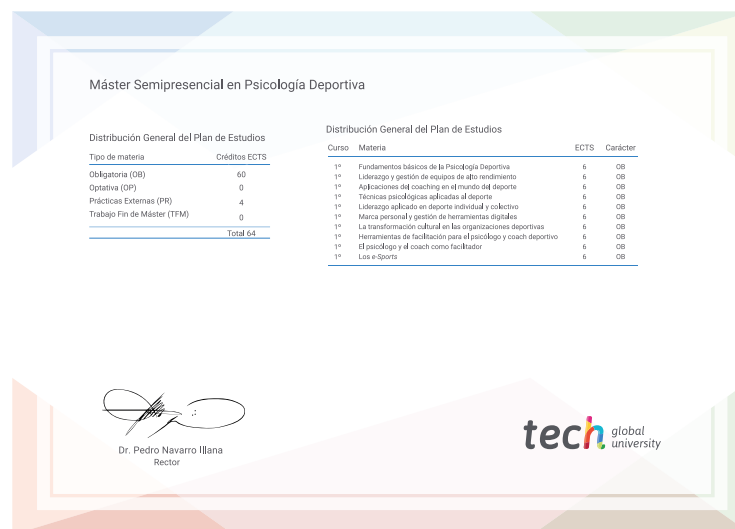 Máster Semipresencial en Psicología Deportiva
Distribución General del Plan de Estudios
Tipo de materia Créditos ECTS
Obligatoria (OB) 60
Optativa (OP) 0
Prácticas Externas (PR) 4
Trabajo Fin de Máster (TFM) 0
Total 64
Distribución General del Plan de Estudios
Curso Materia ECTS Carácter
1º Fundamentos básicos de la Psicología Deportiva 6 OB
1º Liderazgo y gestión de equipos de alto rendimiento 6 OB
1º Aplicaciones del coaching en el mundo del deporte 6 OB
1º Técnicas psicológicas aplicadas al deporte 6 OB
1º Liderazgo aplicado en deporte individual y colectivo 6 OB
1º Marca personal y gestión de herramientas digitales 6 OB
1º La transformación cultural en las organizaciones deportivas 6 OB
1º Herramientas de facilitación para el psicólogo y coach deportivo 6 OB
1º El psicólogo y el coach como facilitador 6 OB
1º Los e-Sports 6 OB
Dr. Pedro Navarro Illana
Rector
tech global university